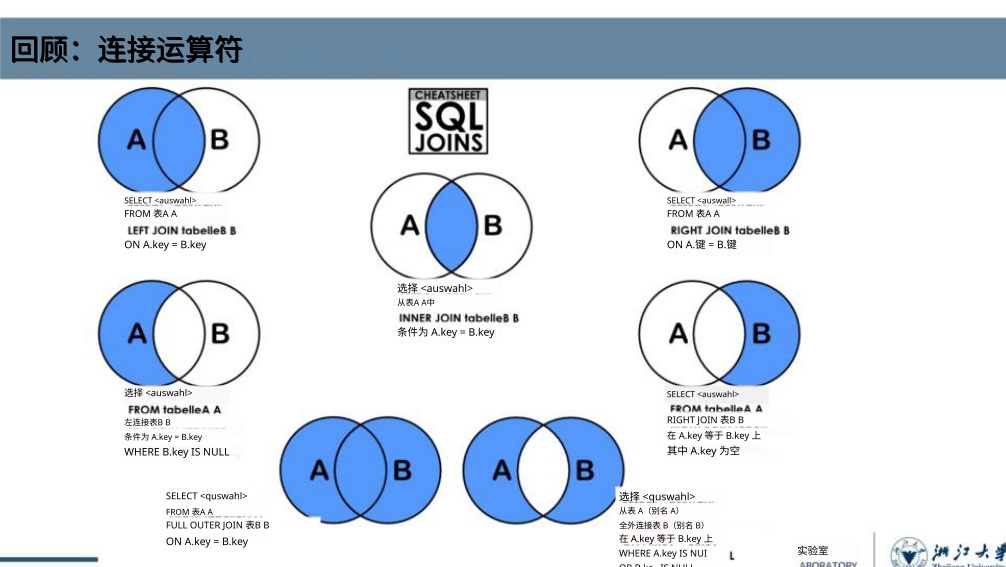 回顾：连接运算符
A B
SELECT <auswahl>
FROM 表A A
LEFT JOIN tabelleB B
ON A.key = B.key
CHEATSHEET
SQL
JOINS
A B
选择 <auswahl>
从表A A中
INNER JOIN tabelleB B
条件为 A.key = B.key
A B
SELECT <auswall>
FROM 表A A
RIGHT JOIN tabelleB B
ON A.键 = B.键
A B
选择 <auswahl>
FROM tabelleA A
左连接表B B
条件为 A.key = B.key
WHERE B.key IS NULL
A B
SELECT <auswahl>
FROM tabelleA A
RIGHT JOIN 表B B
在 A.key 等于 B.key 上
其中 A.key 为空
A B
SELECT <quswahl>
FROM 表A A
FULL OUTER JOIN 表B B
ON A.key = B.key
A B
选择 <quswahl>
从表 A（别名 A）
全外连接表 B（别名 B）
在 A.key 等于 B.key 上
WHERE A.key IS NUI
L
实验室
ABORATORY
浙江大学